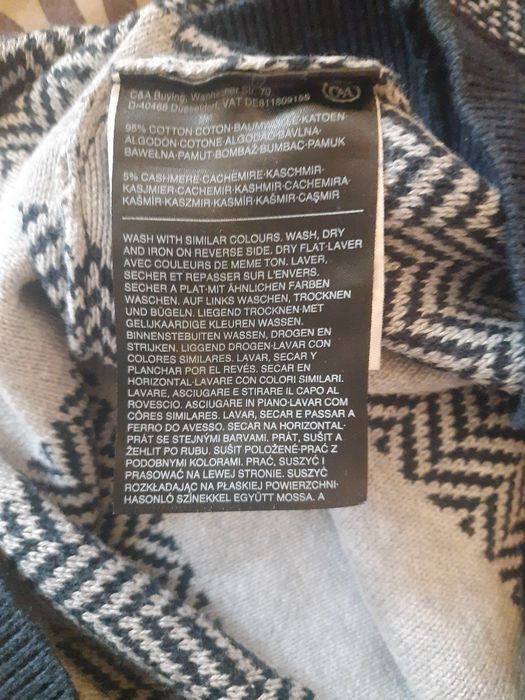 C&A Buying, Wanheimer Str. 70
D-40468 Düsseldorf, VAT DE811809155
C&A
95% COTTON·COTON·BAUMWOLLE·KATOEN·
ALGODÓN·COTONE·ALGODÃO·BAVLNA·
BAWEŁNA·PAMUT·BOMBAŽ·BUMBAC·PAMUK
5% CASHMERE·CACHEMIRE·KASCHMIR·
KASJMIER·CACHEMIR·KASHMIR·CACHEMIRA·
KAŠMÍR·KASZMIR·KASMÍR·KAŠMIR·CAŞMIR
WASH WITH SIMILAR COLOURS. WASH, DRY
AND IRON ON REVERSE SIDE. DRY FLAT·LAVER
AVEC COULEURS DE MEME TON. LAVER,
SECHER ET REPASSER SUR L'ENVERS.
SECHER A PLAT·MIT ÄHNLICHEN FARBEN
WASCHEN. AUF LINKS WASCHEN, TROCKNEN
UND BÜGELN. LIEGEND TROCKNEN·MET
GELIJKAARDIGE KLEUREN WASSEN.
BINNENSTEBUITEN WASSEN, DROGEN EN
STRIJKEN. LIGGEND DROGEN·LAVAR CON
COLORES SIMILARES. LAVAR, SECAR Y
PLANCHAR POR EL REVÉS. SECAR EN
HORIZONTAL·LAVARE CON COLORI SIMILARI.
LAVARE, ASCIUGARE E STIRARE IL CAPO AL
ROVESCIO. ASCIUGARE IN PIANO·LAVAR COM
CÔRES SIMILARES. LAVAR, SECAR E PASSAR A
FERRO DO AVESSO. SECAR NA HORIZONTAL·
PRÁT SE STEJNÝMI BARVAMI. PRÁT, SUŠIT A
ŽEHLIT PO RUBU. SUŠIT POLOŽENÉ·PRAĆ Z
PODOBNYMI KOLORAMI. PRAĆ, SUSZYĆ I
PRASOWAĆ NA LEWEJ STRONIE. SUSZYĆ
ROZKŁADAJĄC NA PŁASKIEJ POWIERZCHNI·
HASONLÓ SZÍNEKKEL EGYÜTT MOSSA. A